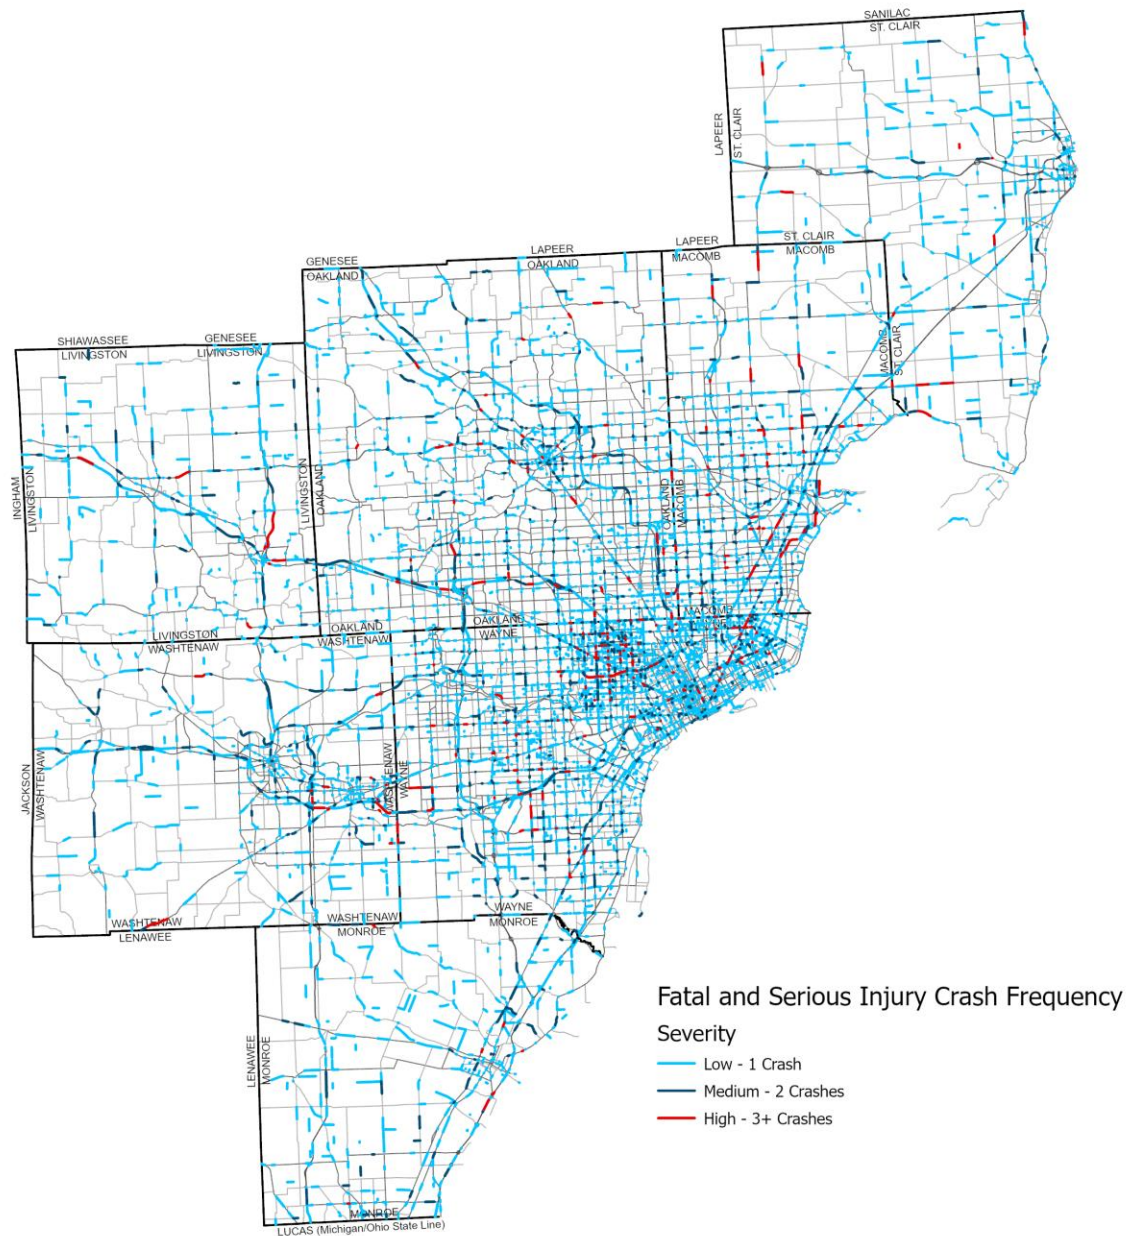 SANILAC
ST. CLAIR
LAPEER
ST. CLAIR
ST. CLAIR
MACOMB
LAPEER
MACOMB
LAPEER
OAKLAND
GENESEE
OAKLAND
SHIAWASSEE
LIVINGSTON
GENESEE
LIVINGSTON
MACOMB
ST. CLAIR
INGHAM
LIVINGSTON
LIVINGSTON
OAKLAND
OAKLAND
MACOMB
MACOMB
LIVINGSTON
WASHTENAW
OAKLAND
WASHTENAW
OAKLAND
WAYNE
JACKSON
WASHTENAW
WASHTENAW
WAYNE
WASHTENAW
LENAWEE
WASHTENAW
MONROE
WAYNE
MONROE
LENAWEE
MONROE
MONROE
LUCAS (Michigan/Ohio State Line)
Fatal and Serious Injury Crash Frequency
Severity
Low - 1 Crash
Medium - 2 Crashes
High - 3+ Crashes